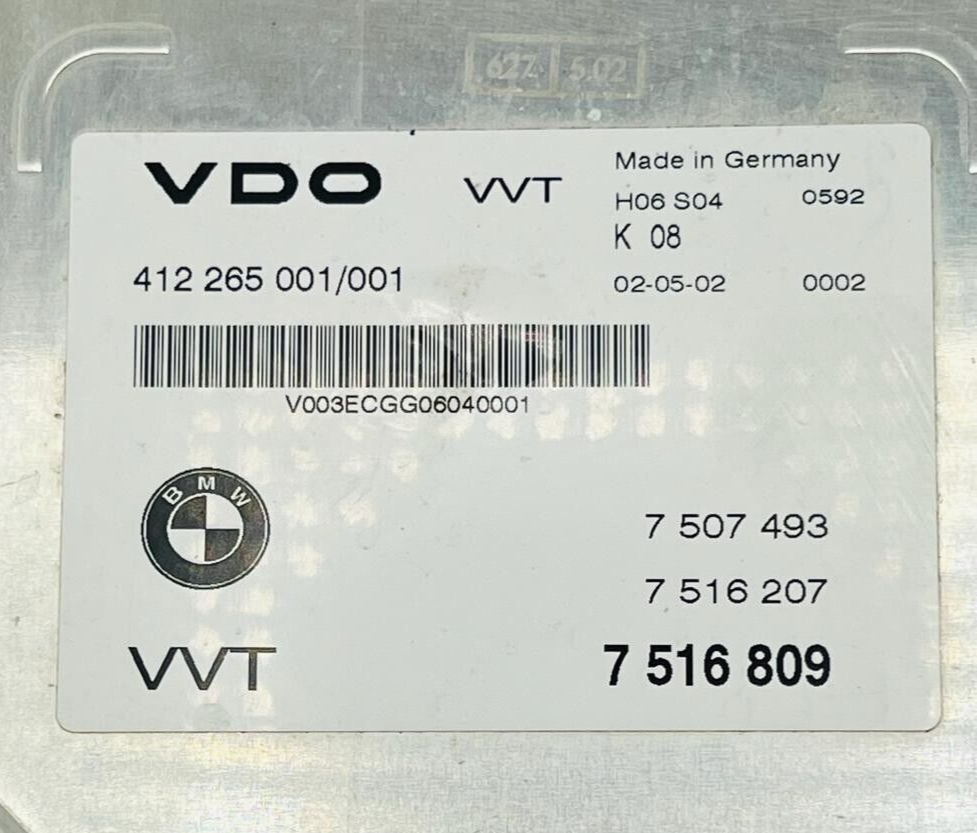 627 5.02
VDO VVT
Made in Germany
H06 S04 0592
K 08
412 265 001/001
02-05-02 0002
V003ECGG06040001
BMW
7 507 493
7 516 207
VVT 7 516 809